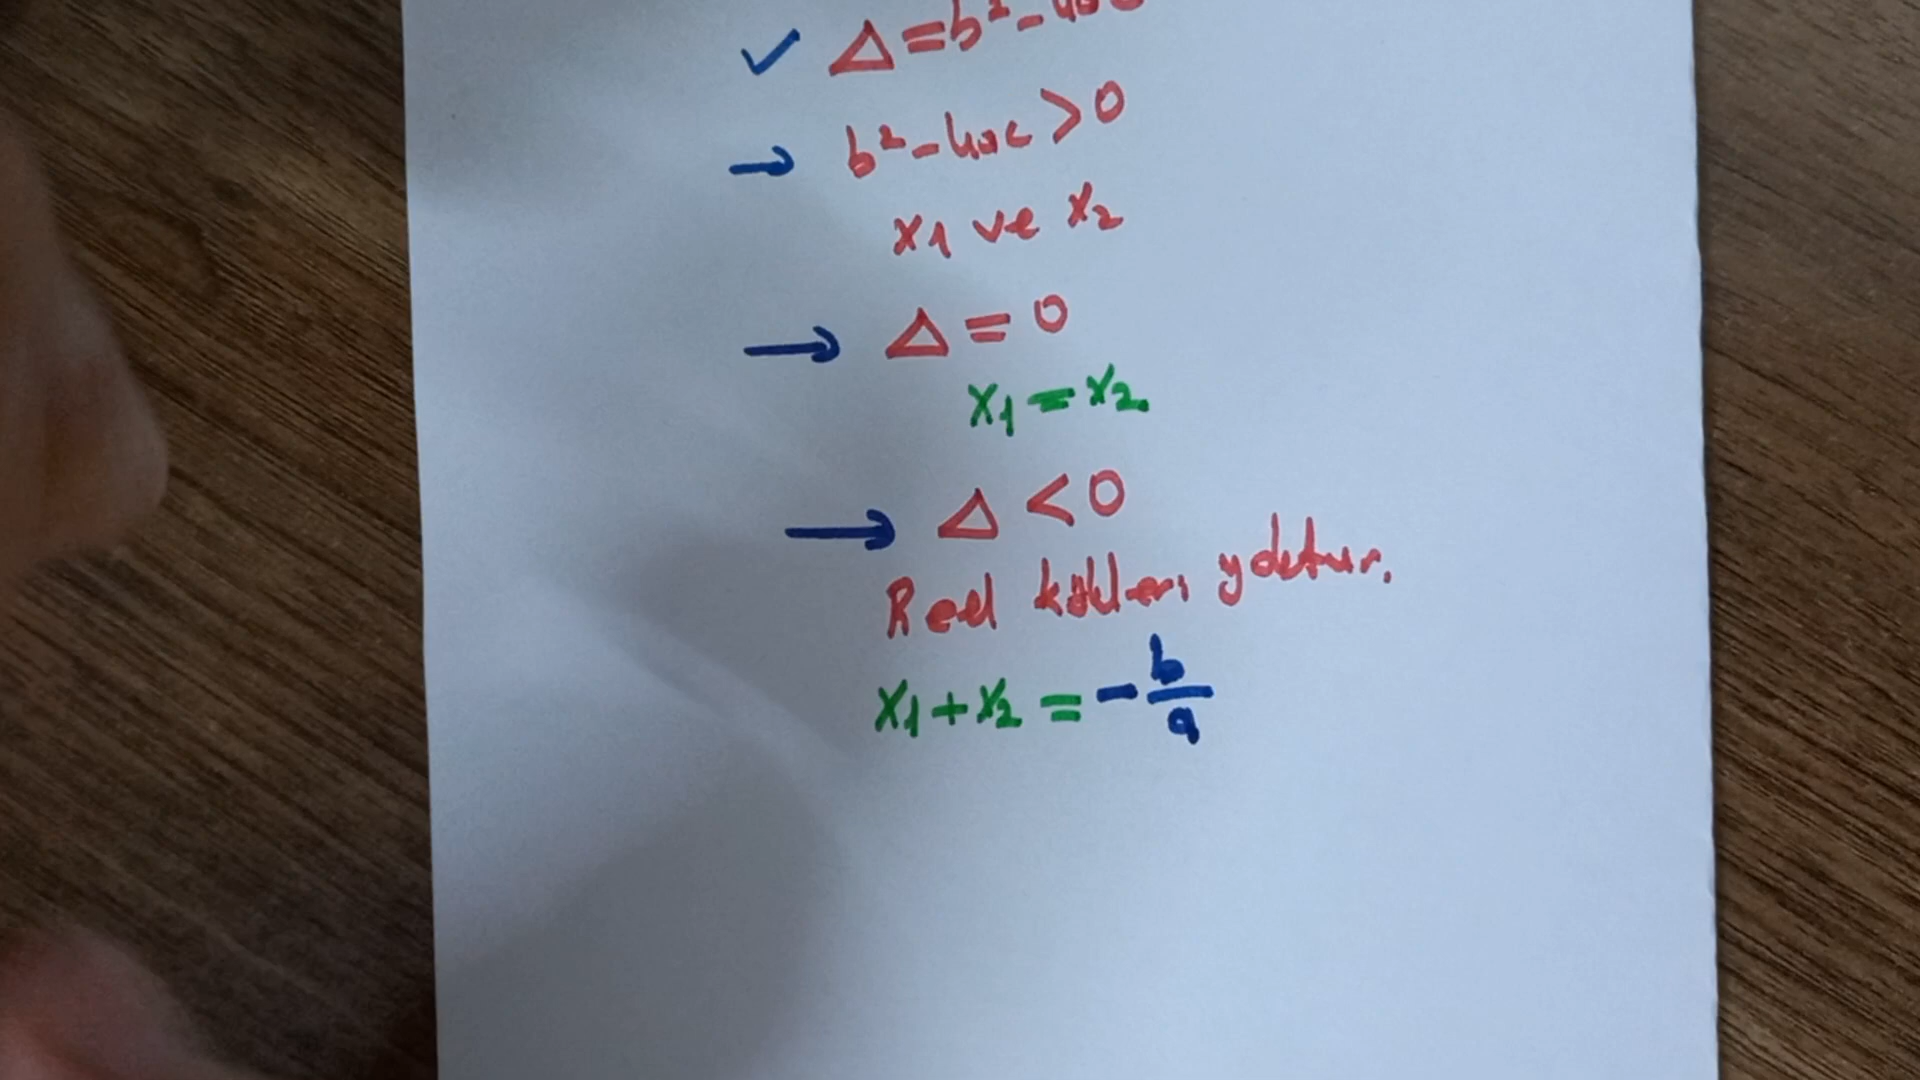 ✓ Δ = b² - 4ac
→ b² - 4ac > 0
x₁ ve x₂
→ Δ = 0
x₁ = x₂.
→ Δ < 0
Reel kökleri yoktur.
x₁ + x₂ = - b/a